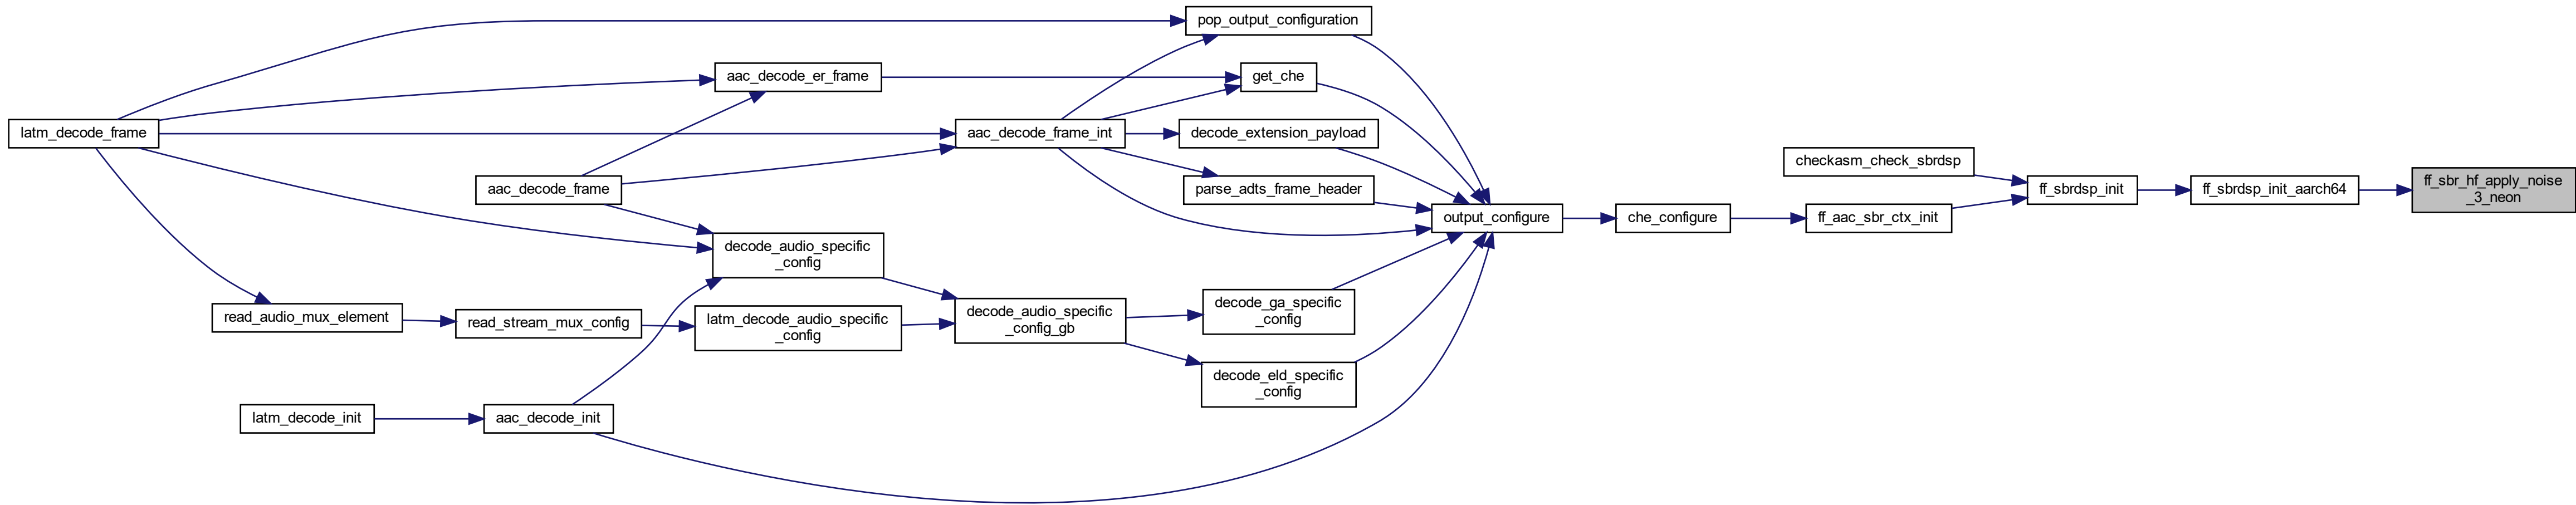 pop_output_configuration
aac_decode_er_frame
get_che
latm_decode_frame
aac_decode_frame_int
decode_extension_payload
checkasm_check_sbrdsp
aac_decode_frame
parse_adts_frame_header
ff_sbrdsp_init
ff_sbrdsp_init_aarch64
ff_sbr_hf_apply_noise
_3_neon
output_configure
che_configure
ff_aac_sbr_ctx_init
decode_audio_specific
_config
read_audio_mux_element
read_stream_mux_config
latm_decode_audio_specific
_config
decode_audio_specific
_config_gb
decode_ga_specific
_config
decode_eld_specific
_config
latm_decode_init
aac_decode_init